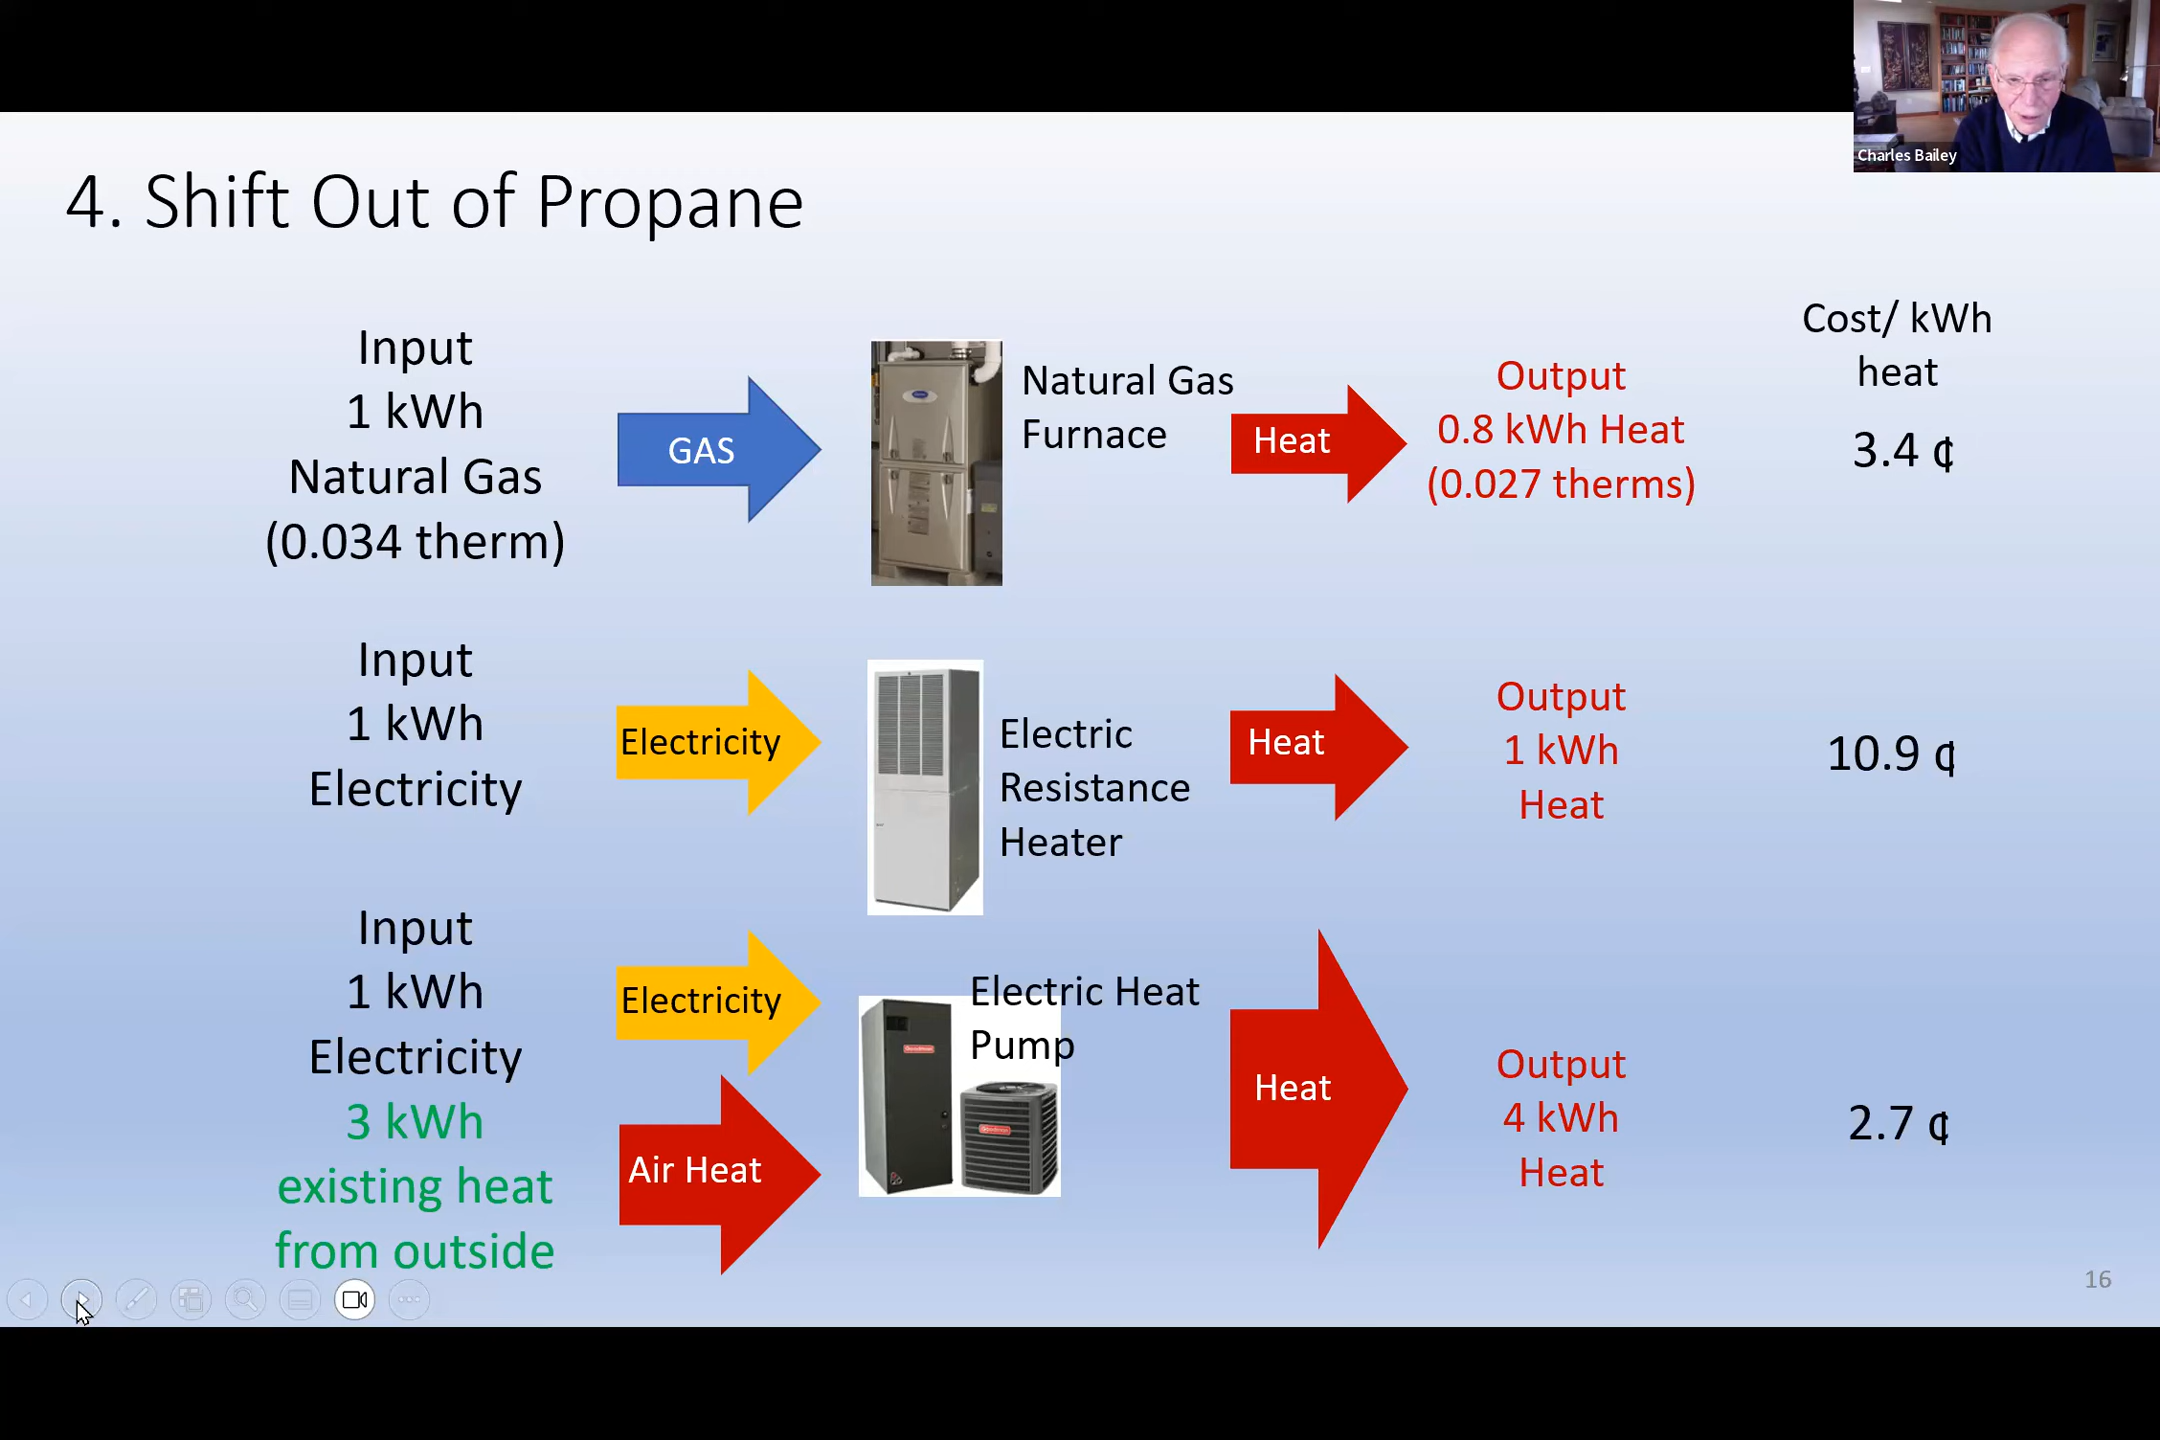 Charles Bailey
4. Shift Out of Propane
Cost/ kWh
heat
Input
1 kWh
Natural Gas
(0.034 therm)
GAS
Natural Gas
Furnace
Heat
Output
0.8 kWh Heat
(0.027 therms)
3.4 ¢
Input
1 kWh
Electricity
Electricity
Electric
Resistance
Heater
Heat
Output
1 kWh
Heat
10.9 ¢
Input
1 kWh
Electricity
3 kWh
existing heat
from outside
Electricity
Air Heat
Electric Heat
Pump
Heat
Output
4 kWh
Heat
2.7 ¢
16